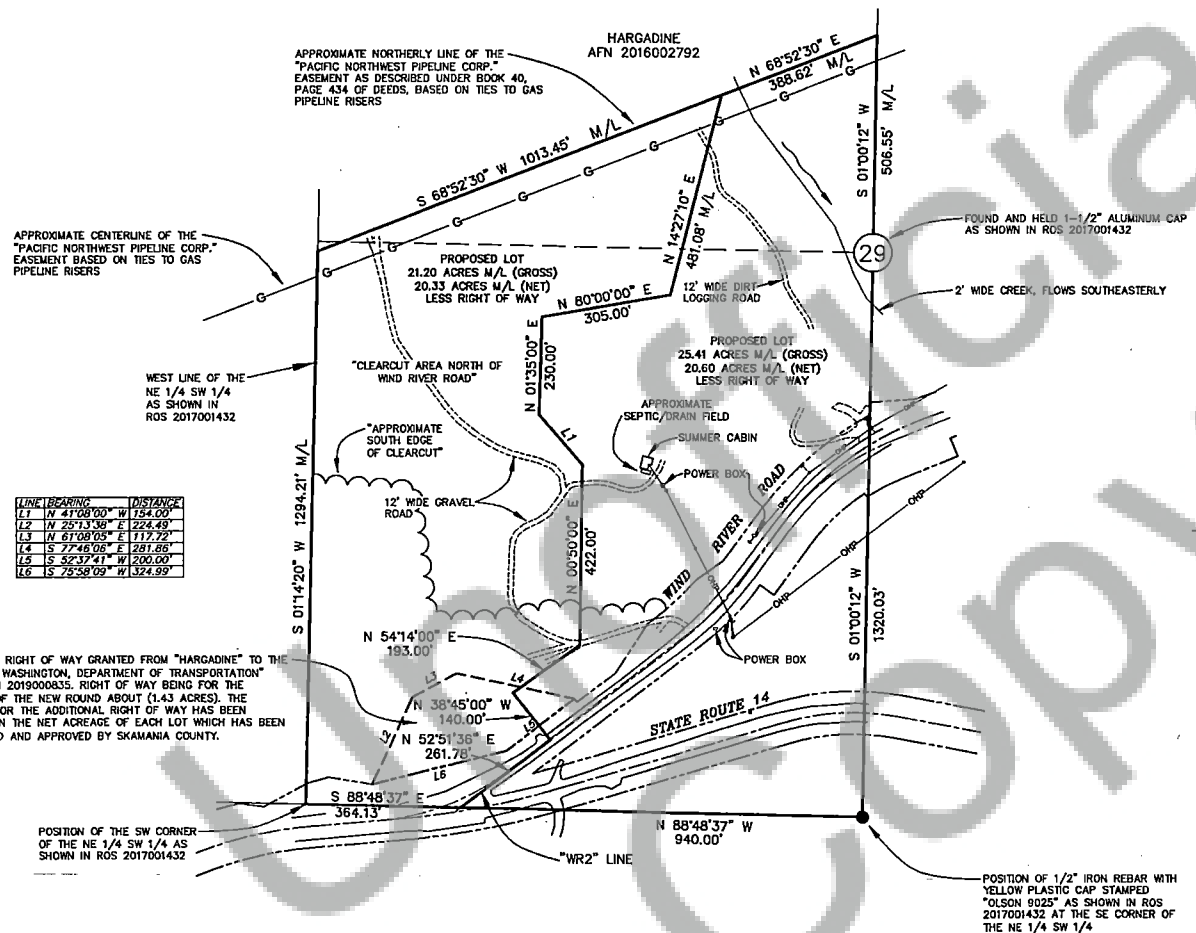 HARGADINE
AFN 2016002792
APPROXIMATE NORTHERLY LINE OF THE
"PACIFIC NORTHWEST PIPELINE CORP."
EASEMENT AS DESCRIBED UNDER BOOK 40,
PAGE 434 OF DEEDS, BASED ON TIES TO GAS
PIPELINE RISERS
N 68°52'30" E
388.62' M/L
S 68°52'30" W 1013.45' M/L
G
G
G
G
G
G
G
G
G
G
S 01°00'12" W
506.55' M/L
APPROXIMATE CENTERLINE OF THE
"PACIFIC NORTHWEST PIPELINE CORP."
EASEMENT BASED ON TIES TO GAS
PIPELINE RISERS
FOUND AND HELD 1-1/2" ALUMINUM CAP
AS SHOWN IN ROS 2017001432
29
PROPOSED LOT
21.20 ACRES M/L (GROSS)
20.33 ACRES M/L (NET)
LESS RIGHT OF WAY
N 14°27'10" E
481.08' M/L
12' WIDE DIRT
LOGGING ROAD
2' WIDE CREEK, FLOWS SOUTHEASTERLY
N 80°00'00" E
305.00'
N 01°35'00" E
230.00'
PROPOSED LOT
25.41 ACRES M/L (GROSS)
20.60 ACRES M/L (NET)
LESS RIGHT OF WAY
"CLEARCUT AREA NORTH OF
WIND RIVER ROAD"
WEST LINE OF THE
NE 1/4 SW 1/4
AS SHOWN IN
ROS 2017001432
APPROXIMATE
SEPTIC/DRAIN FIELD
SUMMER CABIN
"APPROXIMATE
SOUTH EDGE
OF CLEARCUT"
L1
POWER BOX
12' WIDE GRAVEL
ROAD
S 01°14'20" W 1294.21' M/L
LINE BEARING DISTANCE
L1 N 41°08'00" W 154.00'
L2 N 25°13'38" E 224.49'
L3 N 61°08'05" E 117.72'
L4 S 77°46'06" E 281.86'
L5 S 52°37'41" W 200.00'
L6 S 75°58'09" W 324.99'
N 00°50'00" E
422.00'
WIND RIVER ROAD
OHP
OHP
OHP
OHP
OHP
OHP
S 01°00'12" W
1320.03'
N 54°14'00" E
193.00'
POWER BOX
RIGHT OF WAY GRANTED FROM "HARGADINE" TO THE
WASHINGTON, DEPARTMENT OF TRANSPORTATION"
2019000835. RIGHT OF WAY BEING FOR THE
OF THE NEW ROUND ABOUT (1.43 ACRES). THE
OR THE ADDITIONAL RIGHT OF WAY HAS BEEN
N THE NET ACREAGE OF EACH LOT WHICH HAS BEEN
D AND APPROVED BY SKAMANIA COUNTY.
L3
L4
N 38°45'00" W
140.00'
L5
L2
N 52°51'36" E
261.78'
L6
STATE ROUTE 14
S 88°48'37" E
364.13'
N 88°48'37" W
940.00'
POSITION OF THE SW CORNER
OF THE NE 1/4 SW 1/4 AS
SHOWN IN ROS 2017001432
"WR2" LINE
POSITION OF 1/2" IRON REBAR WITH
YELLOW PLASTIC CAP STAMPED
"OLSON 9025" AS SHOWN IN ROS
2017001432 AT THE SE CORNER OF
THE NE 1/4 SW 1/4
Unofficial
Copy